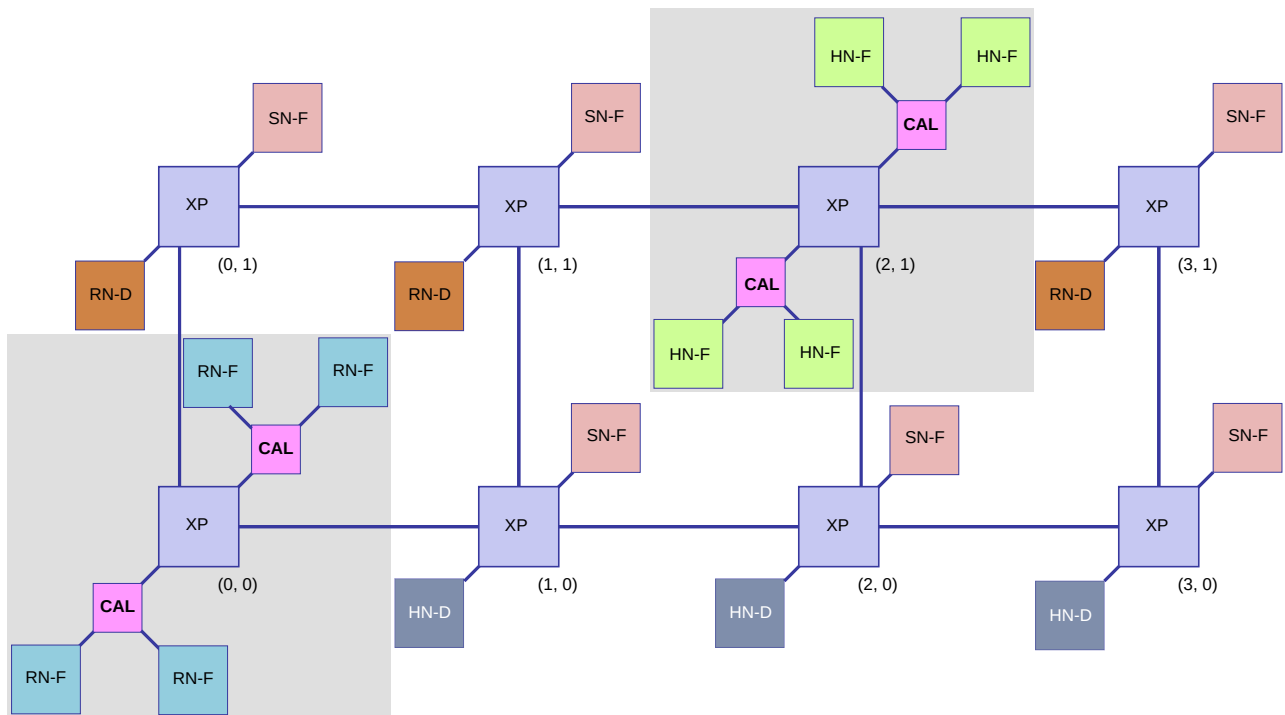 HN-F
HN-F
SN-F
SN-F
CAL
SN-F
XP
XP
XP
XP
(0, 1)
(1, 1)
(2, 1)
(3, 1)
RN-D
RN-D
CAL
RN-D
HN-F
HN-F
RN-F
RN-F
CAL
SN-F
SN-F
SN-F
XP
XP
XP
XP
(0, 0)
(1, 0)
(2, 0)
(3, 0)
CAL
HN-D
HN-D
HN-D
RN-F
RN-F